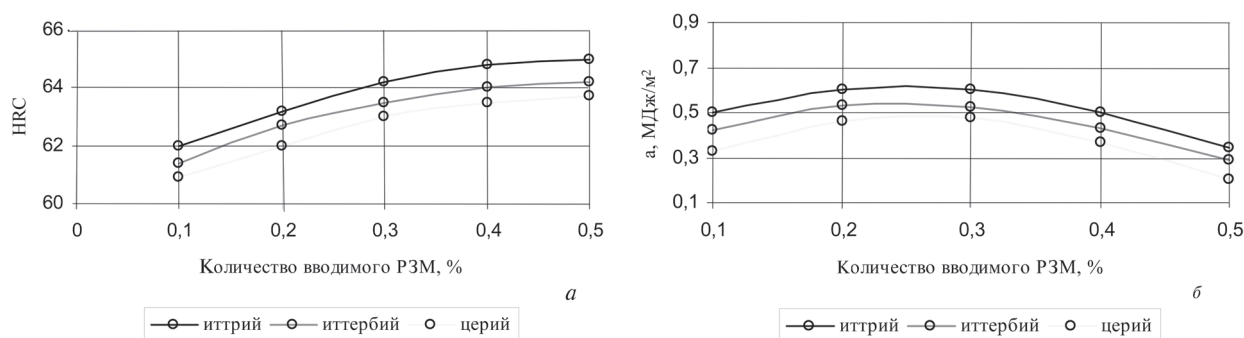 66
64
62
60
HRC
0 0,1 0,2 0,3 0,4 0,5
Количество вводимого РЗМ, %
а
иттрий иттербий церий
0,9
0,7
0,5
0,3
0,1
а, МДж/м²
0,1 0,2 0,3 0,4 0,5
Количество вводимого РЗМ, %
б
иттрий иттербий церий